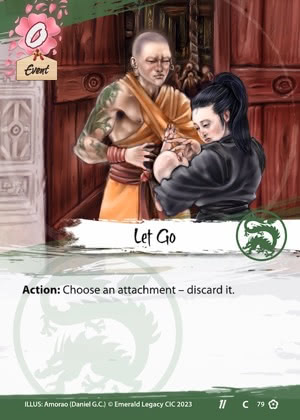 0
Event
Let Go
Action: Choose an attachment – discard it.
ILLUS: Amorao (Daniel G.C.) © Emerald Legacy CIC 2023 C 79